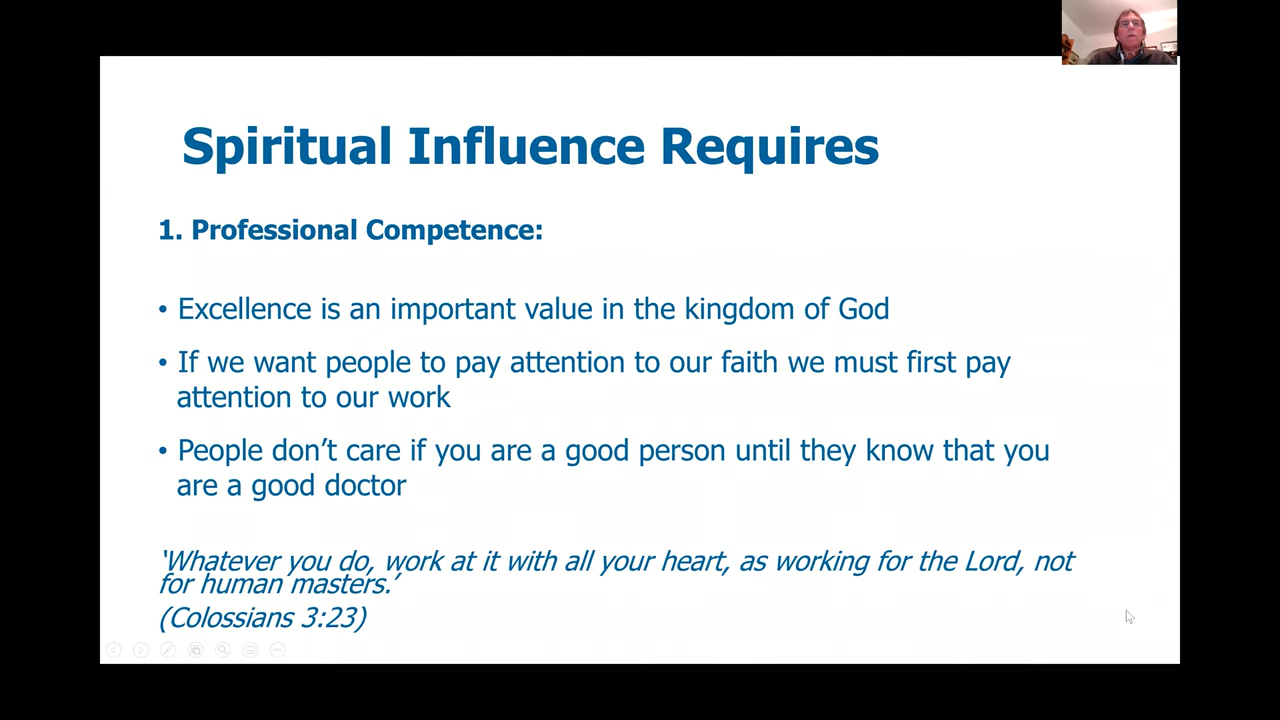 Spiritual Influence Requires
1. Professional Competence:
• Excellence is an important value in the kingdom of God
• If we want people to pay attention to our faith we must first pay
attention to our work
• People don’t care if you are a good person until they know that you
are a good doctor
‘Whatever you do, work at it with all your heart, as working for the Lord, not
for human masters.’
(Colossians 3:23)